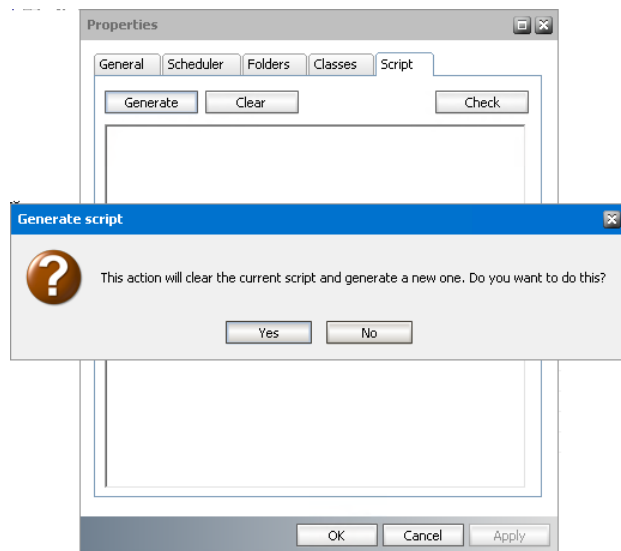 Properties
General Scheduler Folders Classes Script
Generate Clear Check
Generate script
This action will clear the current script and generate a new one. Do you want to do this?
Yes No
OK Cancel Apply